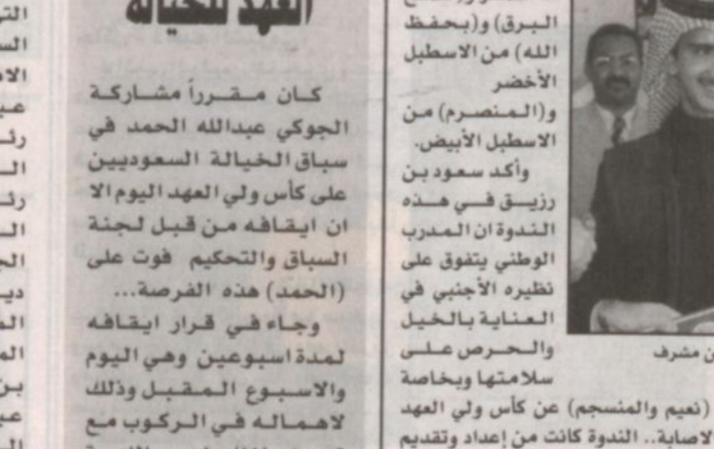 البرق) و(بحفظ
الله) من الاسطبل
الأخضر
و(المنصرم) من
الاسطبل الأبيض.
وأكد سعود بن
رزيق في هذه
الندوة ان المدرب
الوطني يتفوق على
نظيره الأجنبي في
العناية بالخيل
والحرص على
سلامتها وبخاصة
(نعيم والمنسجم) عن كأس ولي العهد
الاصابة.. الندوة كانت من إعداد وتقديم
ن مشرف
العهد للخيالة
كان مقرراً مشاركة
الجوكي عبدالله الحمد في
سباق الخيالة السعوديين
على كأس ولي العهد اليوم الا
ان ايقافه من قبل لجنة
السباق والتحكيم فوت على
(الحمد) هذه الفرصة...
وجاء في قرار ايقافه
لمدة اسبوعين وهي اليوم
والاسبوع المقبل وذلك
لاهماله في الركوب مع